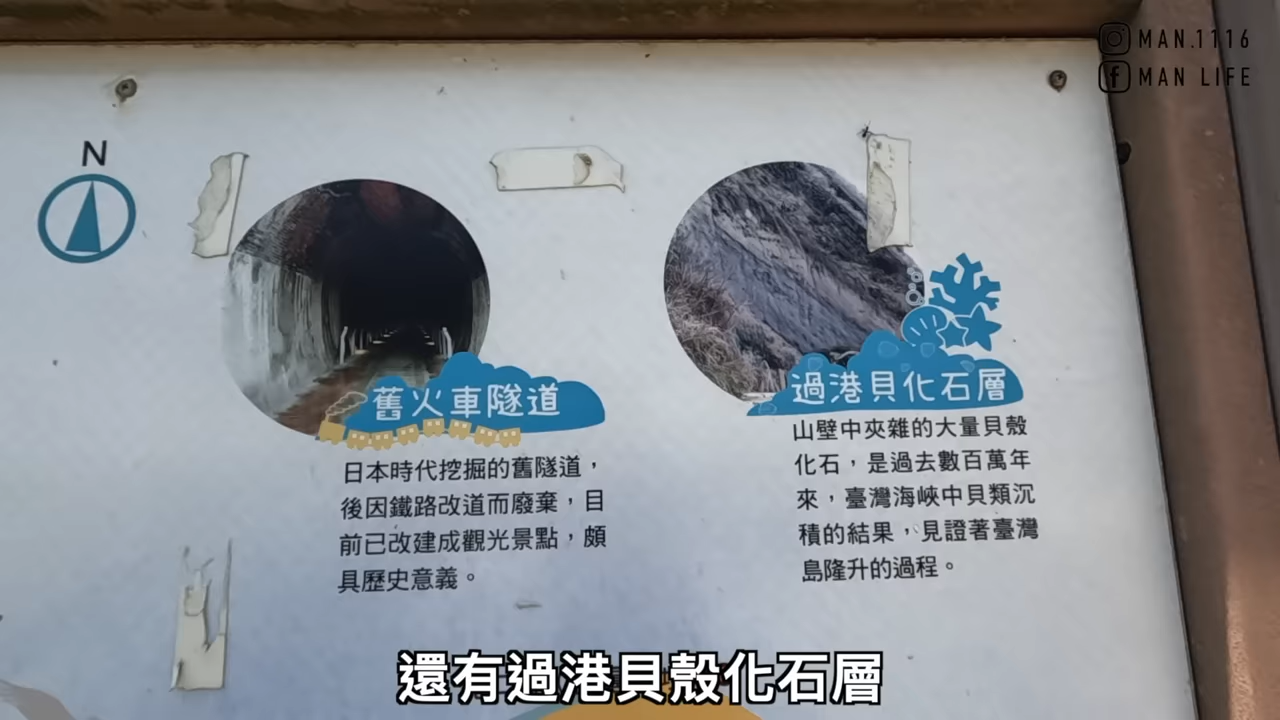 MAN.1116
MAN LIFE
N
舊火車隧道
日本時代挖掘的舊隧道，
後因鐵路改道而廢棄，目
前已改建成觀光景點，頗
具歷史意義。
過港貝化石層
山壁中夾雜的大量貝殼
化石，是過去數百萬年
來，臺灣海峽中貝類沉
積的結果，見證著臺灣
島隆升的過程。
還有過港貝殼化石層